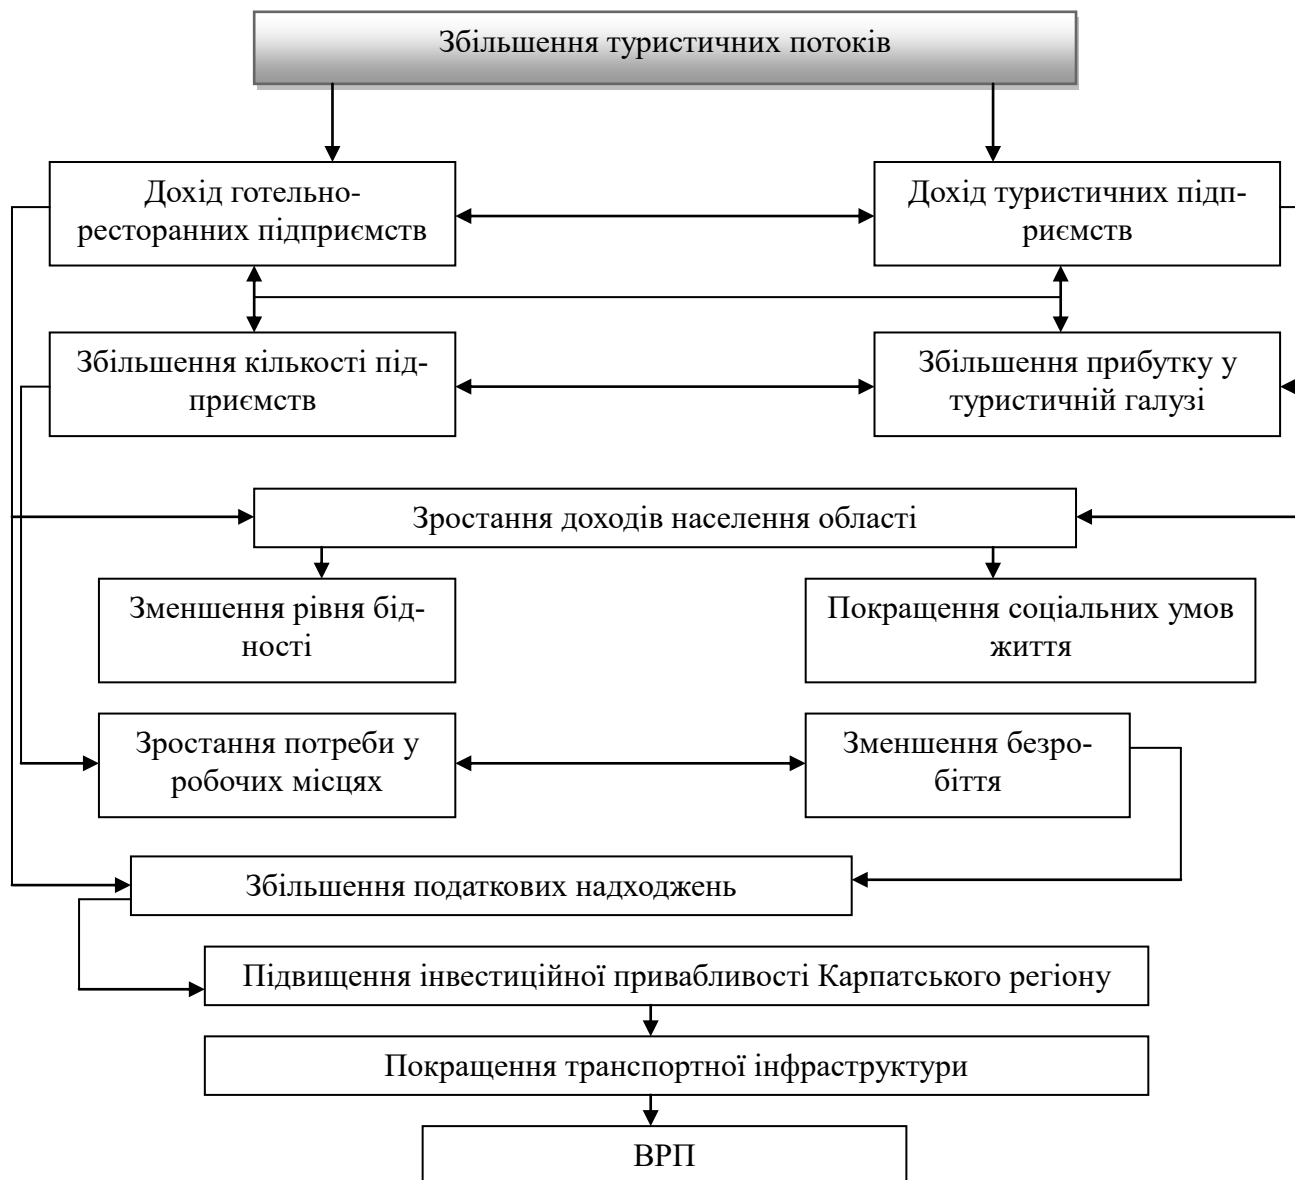 Збільшення туристичних потоків
Дохід готельно-
ресторанних підприємств
Дохід туристичних підп-
риємств
Збільшення кількості під-
приємств
Збільшення прибутку у
туристичній галузі
Зростання доходів населення області
Зменшення рівня бід-
ності
Покращення соціальних умов
життя
Зростання потреби у
робочих місцях
Зменшення безро-
біття
Збільшення податкових надходжень
Підвищення інвестиційної привабливості Карпатського регіону
Покращення транспортної інфраструктури
ВРП